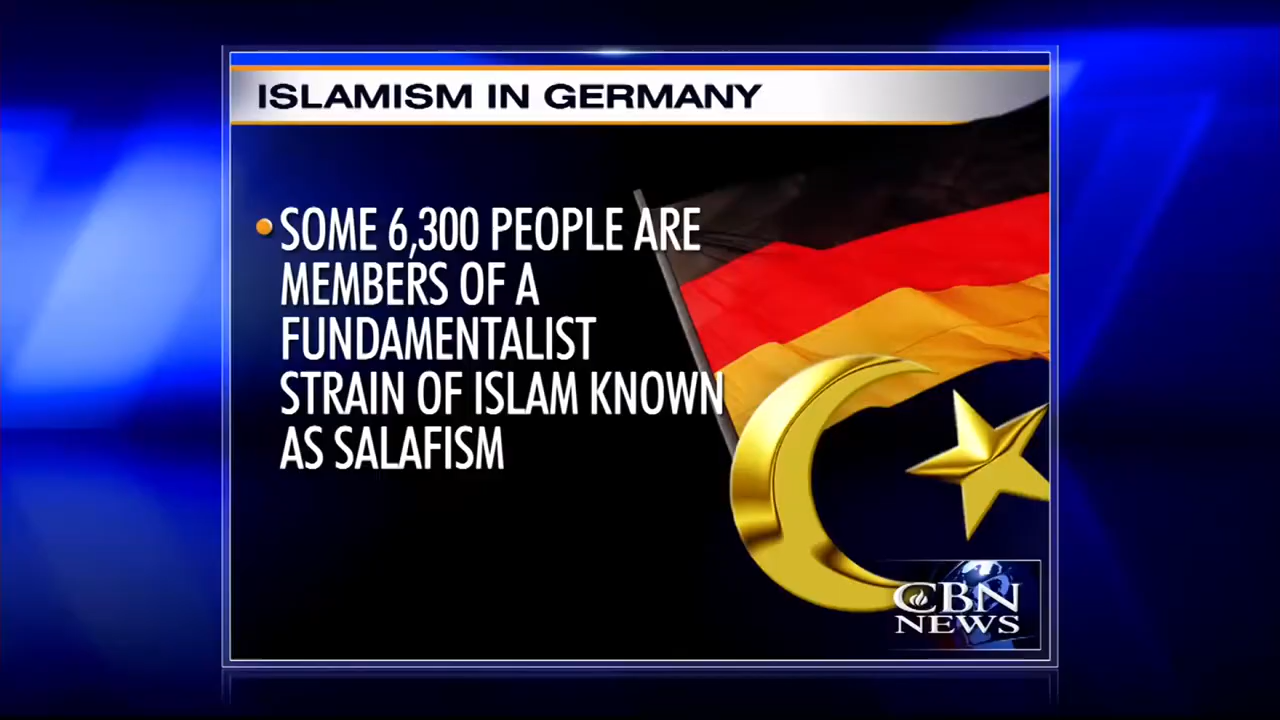 ISLAMISM IN GERMANY
SOME 6,300 PEOPLE ARE
MEMBERS OF A
FUNDAMENTALIST
STRAIN OF ISLAM KNOWN
AS SALAFISM
CBN
NEWS